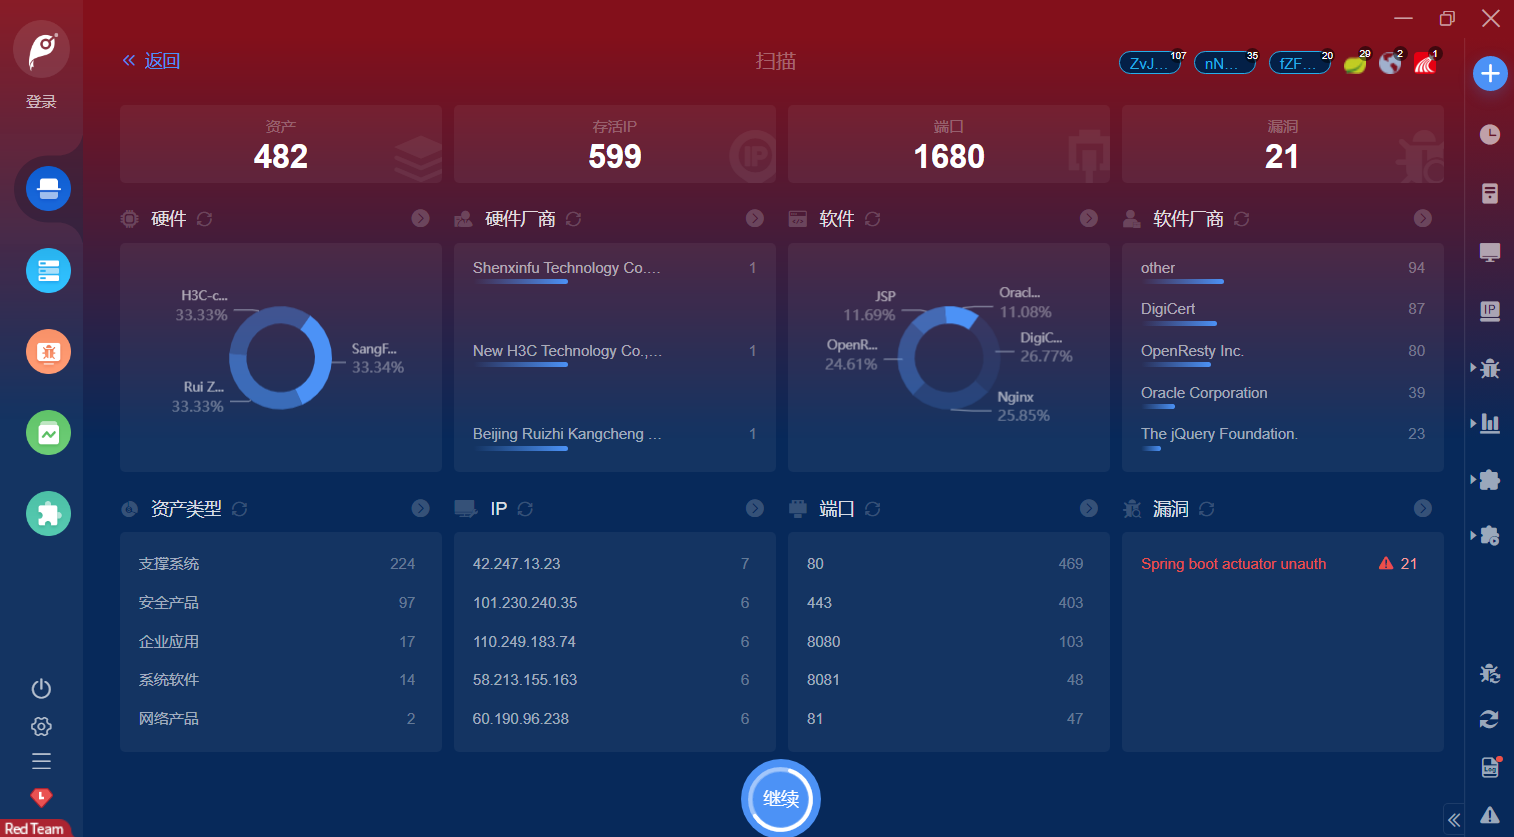 登录
返回
扫描
ZvJ... 107
nN... 35
fZF... 20
29
2
1
资产
482
存活IP
599
端口
1680
漏洞
21
硬件
H3C-c...
33.33%
SangF...
33.34%
Rui Z...
33.33%
硬件厂商
Shenxinfu Technology Co.... 1
New H3C Technology Co.,... 1
Beijing Ruizhi Kangcheng ... 1
软件
JSP
11.69%
Oracl...
11.08%
OpenR...
24.61%
DigiC...
26.77%
Nginx
25.85%
软件厂商
other 94
DigiCert 87
OpenResty Inc. 80
Oracle Corporation 39
The jQuery Foundation. 23
资产类型
支撑系统 224
安全产品 97
企业应用 17
系统软件 14
网络产品 2
IP
42.247.13.23 7
101.230.240.35 6
110.249.183.74 6
58.213.155.163 6
60.190.96.238 6
端口
80 469
443 403
8080 103
8081 48
81 47
漏洞
Spring boot actuator unauth 21
继续
Red Team
IP
IP
Log